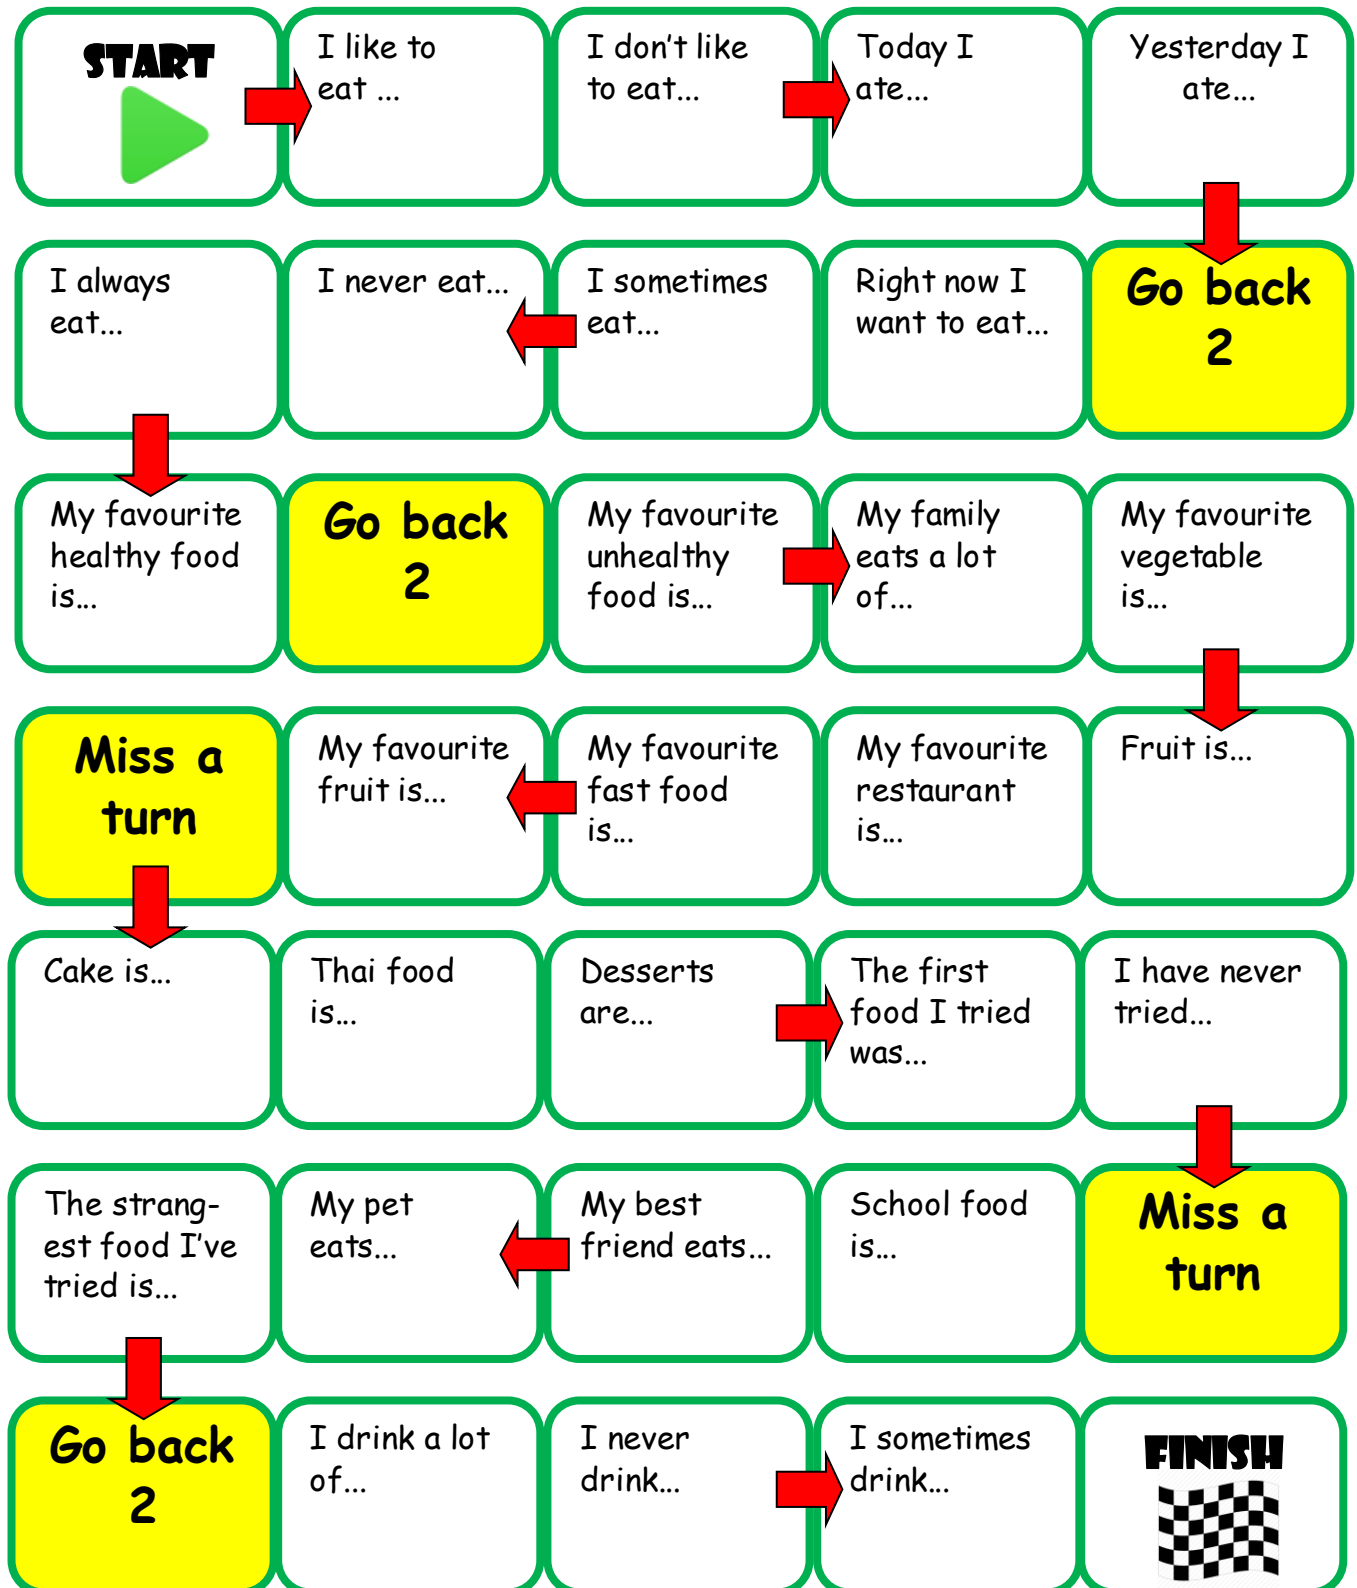 START
I like to
eat ...
I don't like
to eat...
Today I
ate...
Yesterday I
ate...
I always
eat...
I never eat...
I sometimes
eat...
Right now I
want to eat...
Go back
2
My favourite
healthy food
is...
Go back
2
My favourite
unhealthy
food is...
My family
eats a lot
of...
My favourite
vegetable
is...
Miss a
turn
My favourite
fruit is...
My favourite
fast food
is...
My favourite
restaurant
is...
Fruit is...
Cake is...
Thai food
is...
Desserts
are...
The first
food I tried
was...
I have never
tried...
The strang-
est food I've
tried is...
My pet
eats...
My best
friend eats...
School food
is...
Miss a
turn
Go back
2
I drink a lot
of...
I never
drink...
I sometimes
drink...
FINISH